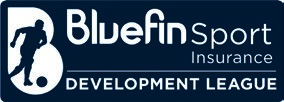 Bluefin Sport
Insurance
DEVELOPMENT LEAGUE